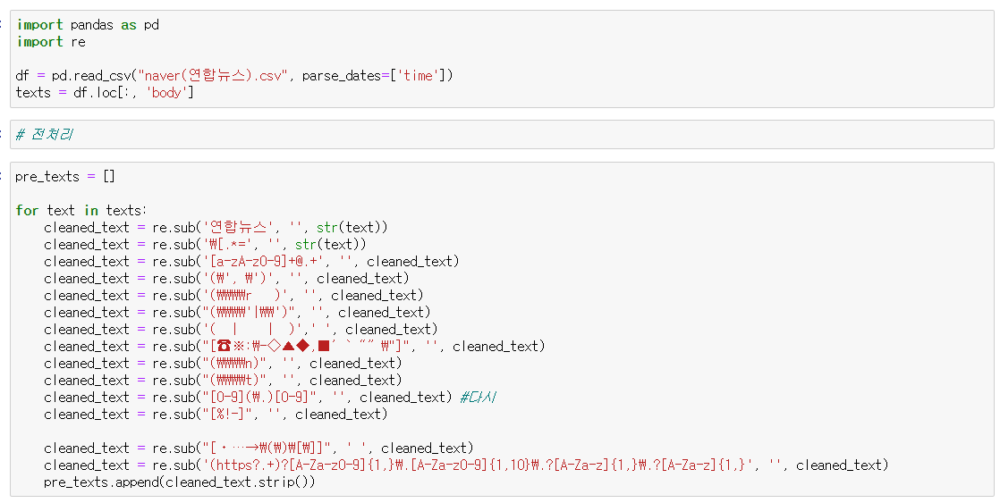 import pandas as pd
import re
df = pd.read_csv("naver(연합뉴스).csv", parse_dates=['time'])
texts = df.loc[:, 'body']
# 전처리
pre_texts = []
for text in texts:
cleaned_text = re.sub('연합뉴스', '', str(text))
cleaned_text = re.sub('₩[.*=', '', str(text))
cleaned_text = re.sub('[a-zA-z0-9]+@.+', '', cleaned_text)
cleaned_text = re.sub('(₩', ₩')', '', cleaned_text)
cleaned_text = re.sub('(₩₩₩₩r   )', '', cleaned_text)
cleaned_text = re.sub("(₩₩₩₩'|₩₩')", '', cleaned_text)
cleaned_text = re.sub('(  |    |  )',' ', cleaned_text)
cleaned_text = re.sub("[☎※:₩-◇▲◆,■′｀“”₩"]", '', cleaned_text)
cleaned_text = re.sub("(₩₩₩₩n)", '', cleaned_text)
cleaned_text = re.sub("(₩₩₩₩t)", '', cleaned_text)
cleaned_text = re.sub("[0-9](₩.)[0-9]", '', cleaned_text) #다시
cleaned_text = re.sub("[%!-]", '', cleaned_text)
cleaned_text = re.sub("[·…→₩(₩)₩[₩]]", ' ', cleaned_text)
cleaned_text = re.sub('(https?.+)?[A-Za-z0-9]{1,}₩.[A-Za-z0-9]{1,10}₩.?[A-Za-z]{1,}₩.?[A-Za-z]{1,}', '', cleaned_text)
pre_texts.append(cleaned_text.strip())